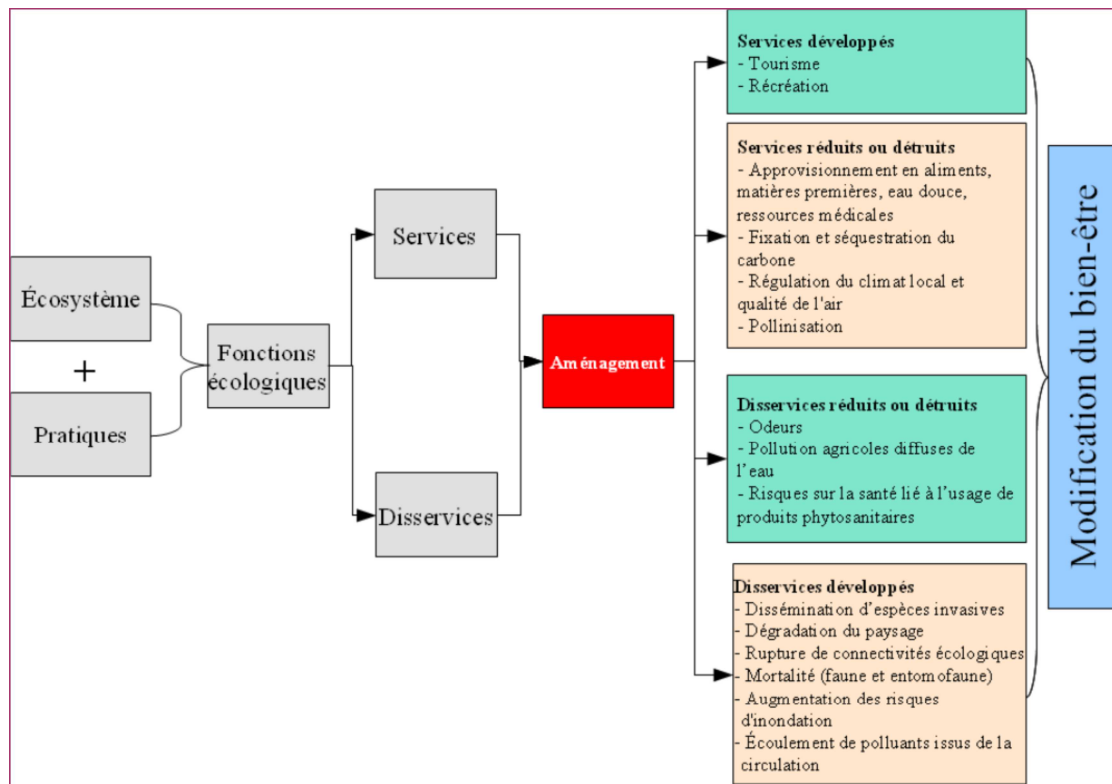 Écosystème
+
Pratiques
Fonctions
écologiques
Services
Disservices
Aménagement
Services développés
- Tourisme
- Récréation
Services réduits ou détruits
- Approvisionnement en aliments,
matières premières, eau douce,
ressources médicales
- Fixation et séquestration du
carbone
- Régulation du climat local et
qualité de l'air
- Pollinisation
Disservices réduits ou détruits
- Odeurs
- Pollution agricoles diffuses de
l’eau
- Risques sur la santé lié à l’usage de
produits phytosanitaires
Disservices développés
- Dissémination d’espèces invasives
- Dégradation du paysage
- Rupture de connectivités écologiques
- Mortalité (faune et entomofaune)
- Augmentation des risques
d'inondation
- Écoulement de polluants issus de la
circulation
Modification du bien-être